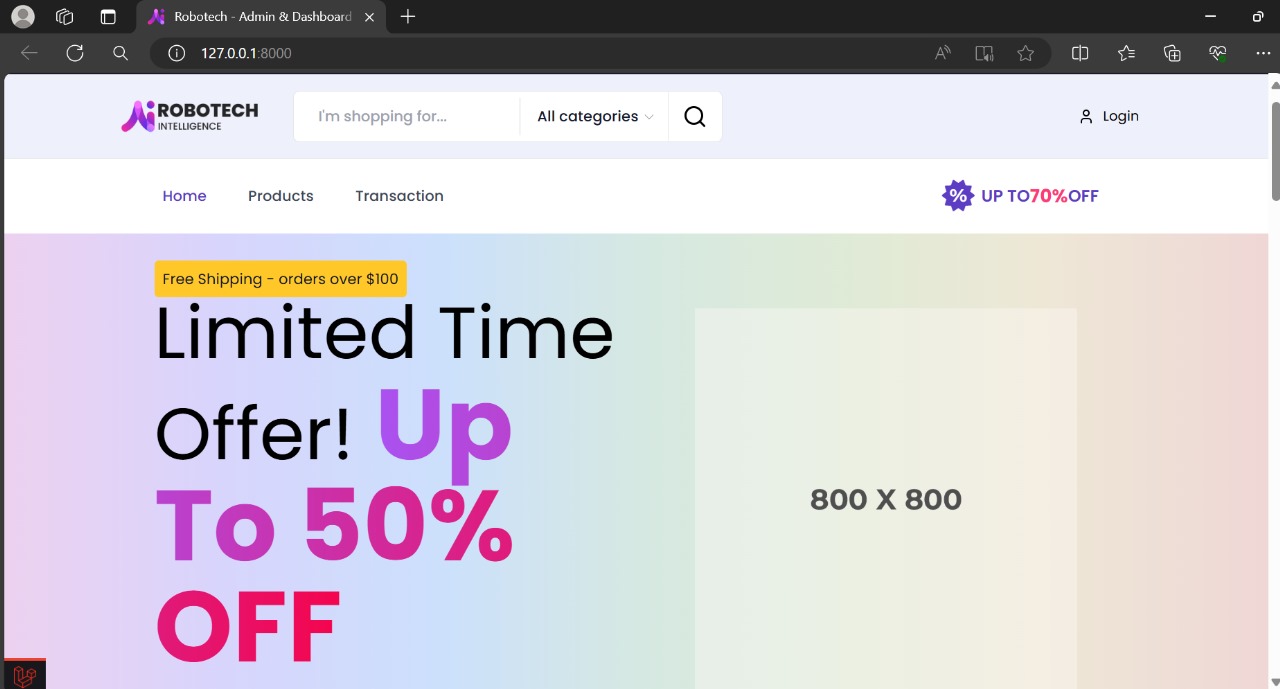 Robotech - Admin & Dashboard
127.0.0.1:8000
ROBOTECH
INTELLIGENCE
I'm shopping for...
All categories
Login
Home
Products
Transaction
% UP TO70%OFF
Free Shipping - orders over $100
Limited Time
Offer! Up
To 50%
OFF
800 X 800